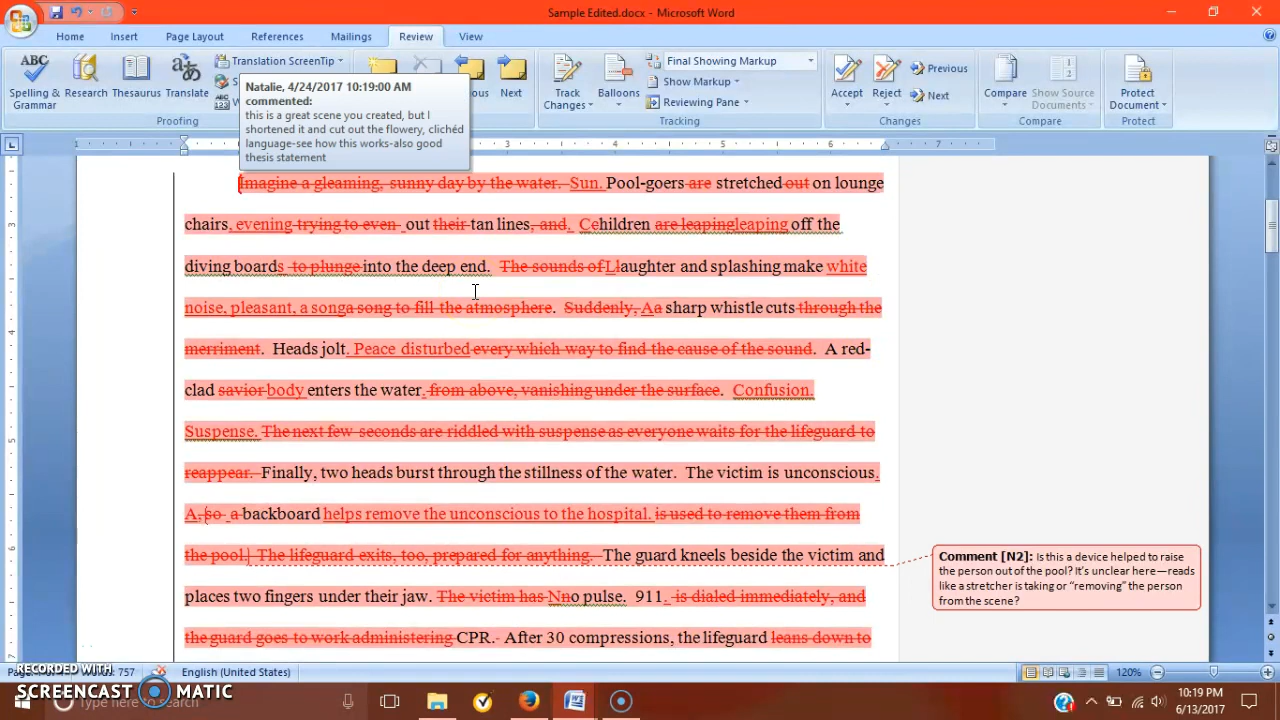 Sample Edited.docx - Microsoft Word
Home Insert Page Layout References Mailings Review View
ABC Spelling & Grammar Research Thesaurus Translate Translation ScreenTip
Next Track Changes Balloons Final Showing Markup Show Markup Reviewing Pane Accept Reject Previous Next Compare Show Source Documents Protect Document
Proofing Tracking Changes Compare Protect
Natalie, 4/24/2017 10:19:00 AM
commented:
this is a great scene you created, but I
shortened it and cut out the flowery, clichéd
language-see how this works-also good
thesis statement
1 3 4 5 6 7
Imagine a gleaming, sunny day by the water. Sun. Pool-goers are stretched out on lounge
chairs, evening trying to even out their tan lines, and. Cchildren are leapingleaping off the
diving boards to plunge into the deep end. The sounds of Llaughter and splashing make white
noise, pleasant, a songa song to fill the atmosphere. Suddenly, Aa sharp whistle cuts through the
merriment. Heads jolt. Peace disturbed every which way to find the cause of the sound. A red-
clad savior body enters the water. from above, vanishing under the surface. Confusion.
Suspense. The next few seconds are riddled with suspense as everyone waits for the lifeguard to
reappear. Finally, two heads burst through the stillness of the water. The victim is unconscious.
A, so a backboard helps remove the unconscious to the hospital. is used to remove them from
the pool. The lifeguard exits, too, prepared for anything. The guard kneels beside the victim and
places two fingers under their jaw. The victim has Nno pulse. 911. is dialed immediately, and
the guard goes to work administering CPR. After 30 compressions, the lifeguard leans down to
Comment [N2]: Is this a device helped to raise
the person out of the pool? It's unclear here—reads
like a stretcher is taking or "removing" the person
from the scene?
3
4
5
6
7
757 English (United States) 120%
RECORDED WITH
SCREENCAST MATIC
Type here to search
10:19 PM
6/13/2017